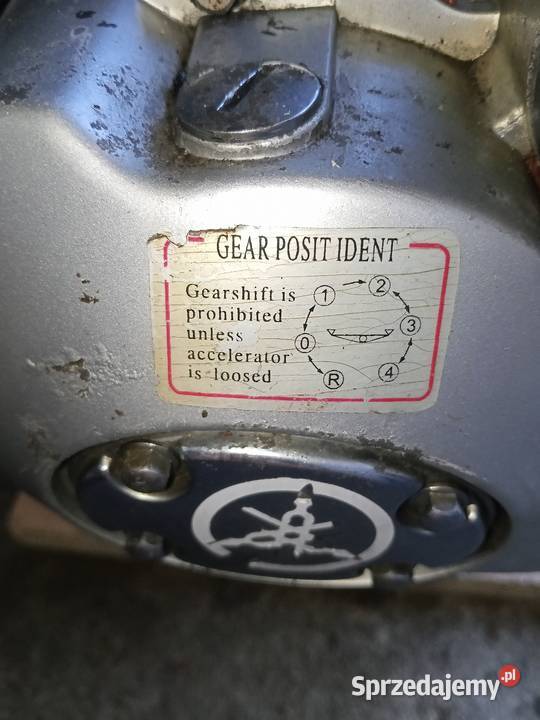 GEAR POSIT IDENT
Gearshift is
prohibited
unless
accelerator
is loosed
1
2
0
3
R
4
Sprzedajemy.pl